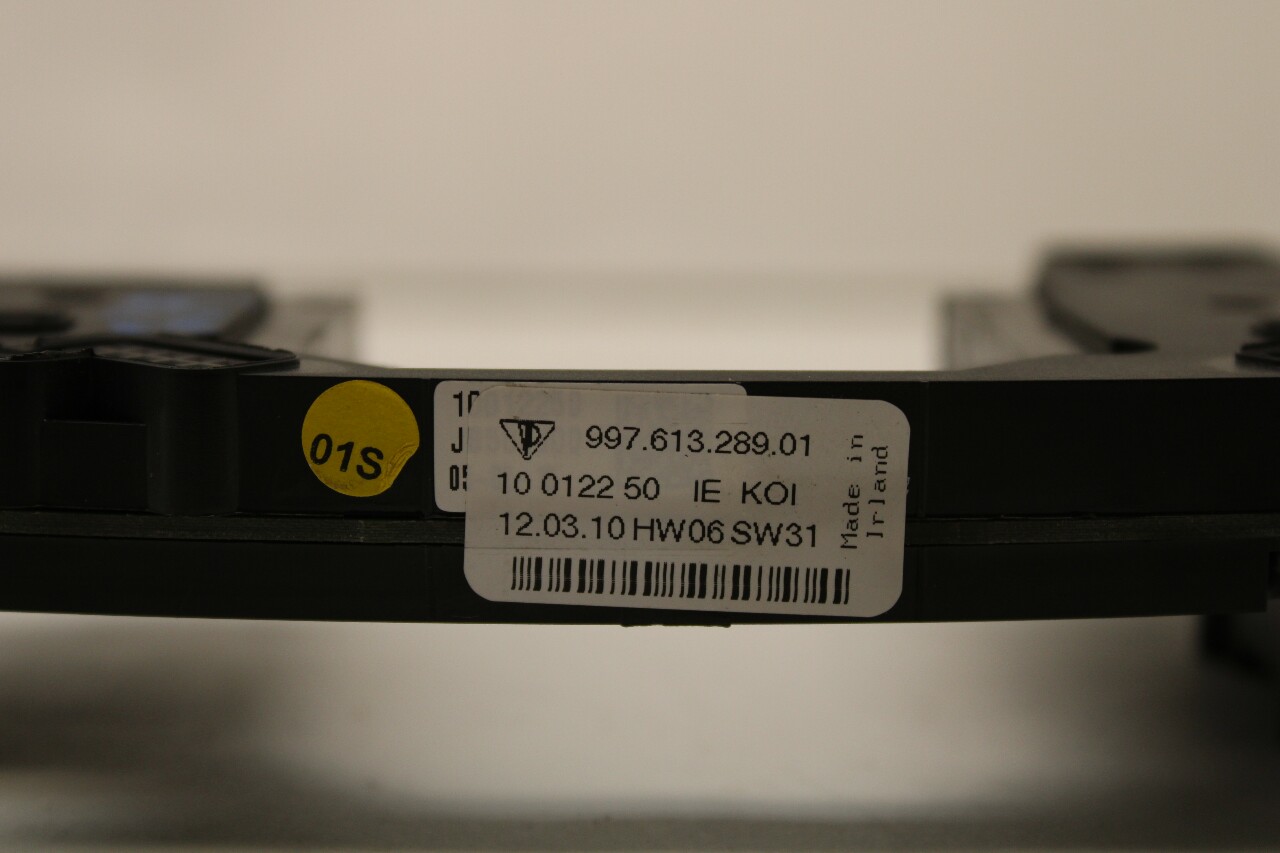 01S
997.613.289.01
10 0122 50 IE KOI
12.03.10 HW06 SW31
Made in
Irland